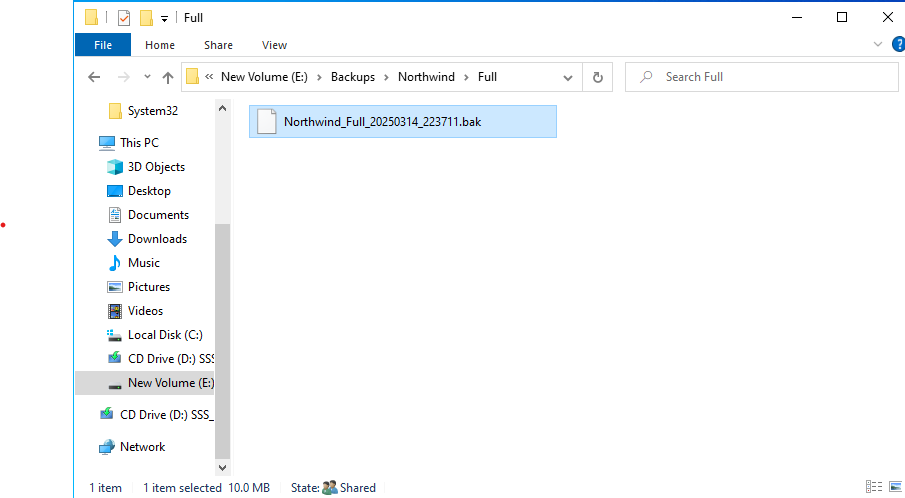 Full
File Home Share View
New Volume (E:) Backups Northwind Full
Search Full
System32
Northwind_Full_20250314_223711.bak
This PC
3D Objects
Desktop
Documents
Downloads
Music
Pictures
Videos
Local Disk (C:)
CD Drive (D:) SSS
New Volume (E:)
CD Drive (D:) SSS_
Network
1 item 1 item selected 10.0 MB State: Shared